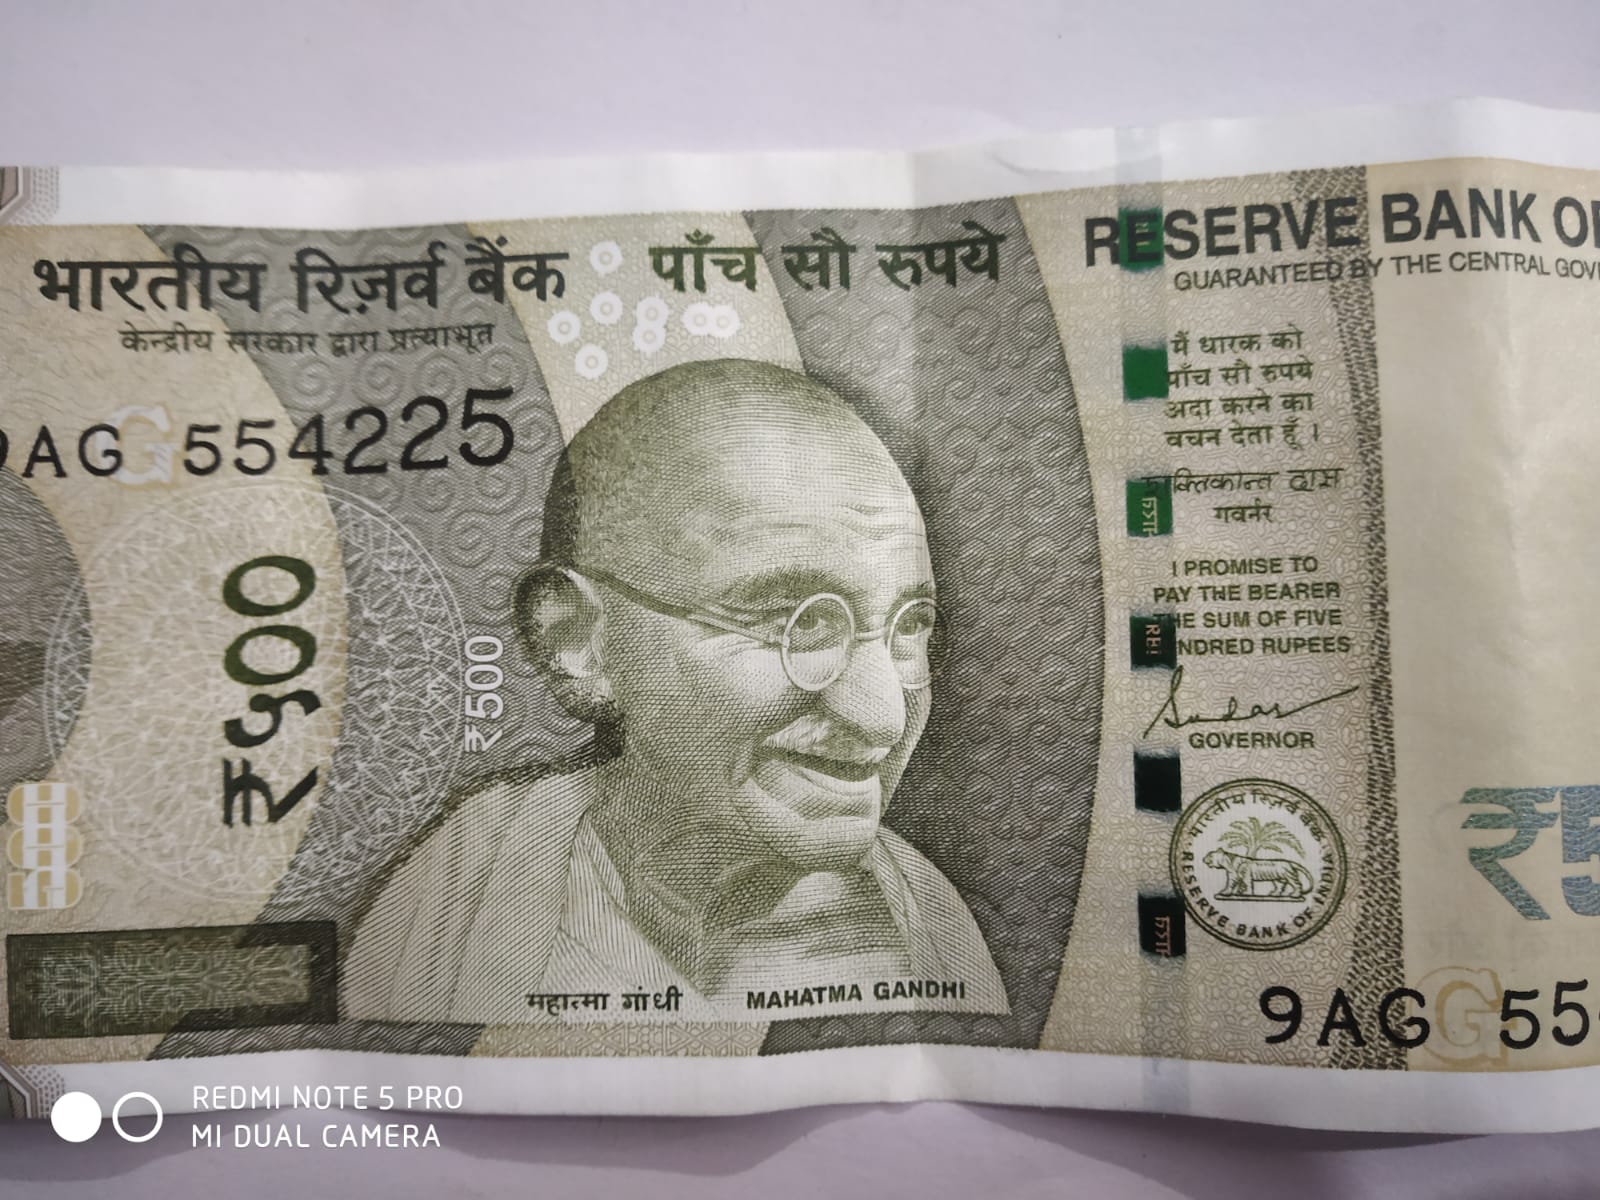 भारतीय रिज़र्व बैंक पाँच सौ रुपये
केन्द्रीय सरकार द्वारा प्रत्याभूत
9AG 554225
₹५००
₹500
महात्मा गांधी MAHATMA GANDHI
RESERVE BANK OF
GUARANTEED BY THE CENTRAL GOV
मैं धारक को
पाँच सौ रुपये
अदा करने का
वचन देता हूँ ।
शक्तिकान्त दास
गवर्नर
I PROMISE TO
PAY THE BEARER
THE SUM OF FIVE
NDRED RUPEES
GOVERNOR
भारतीय रिज़र्व बैंक
RESERVE BANK OF INDIA
₹5
9AG 55
REDMI NOTE 5 PRO
MI DUAL CAMERA